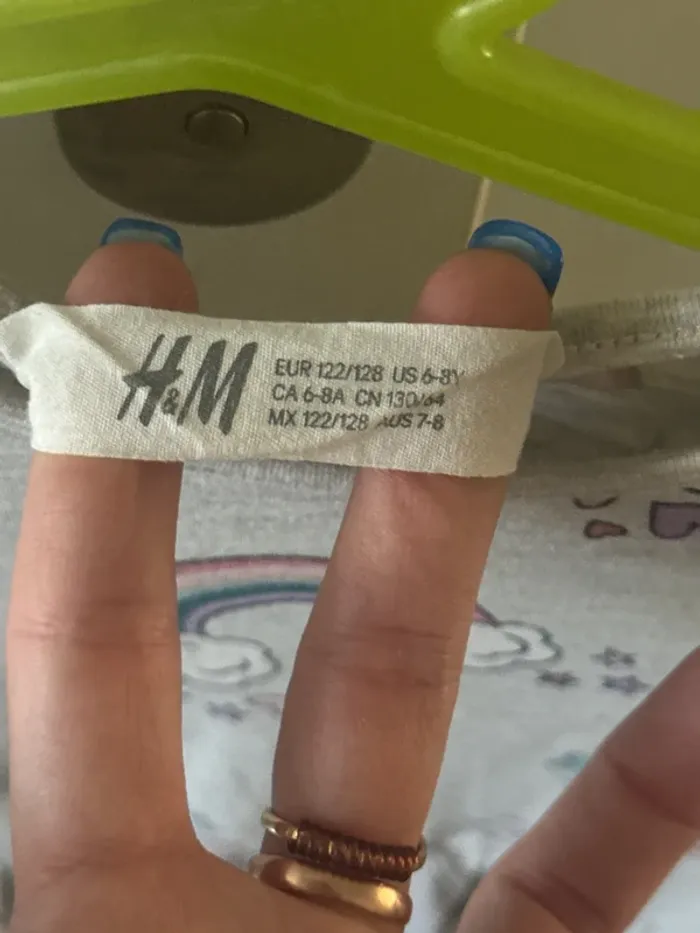 H&M
EUR 122/128 US 6-8Y
CA 6-8A CN 130/64
MX 122/128 AUS 7-8